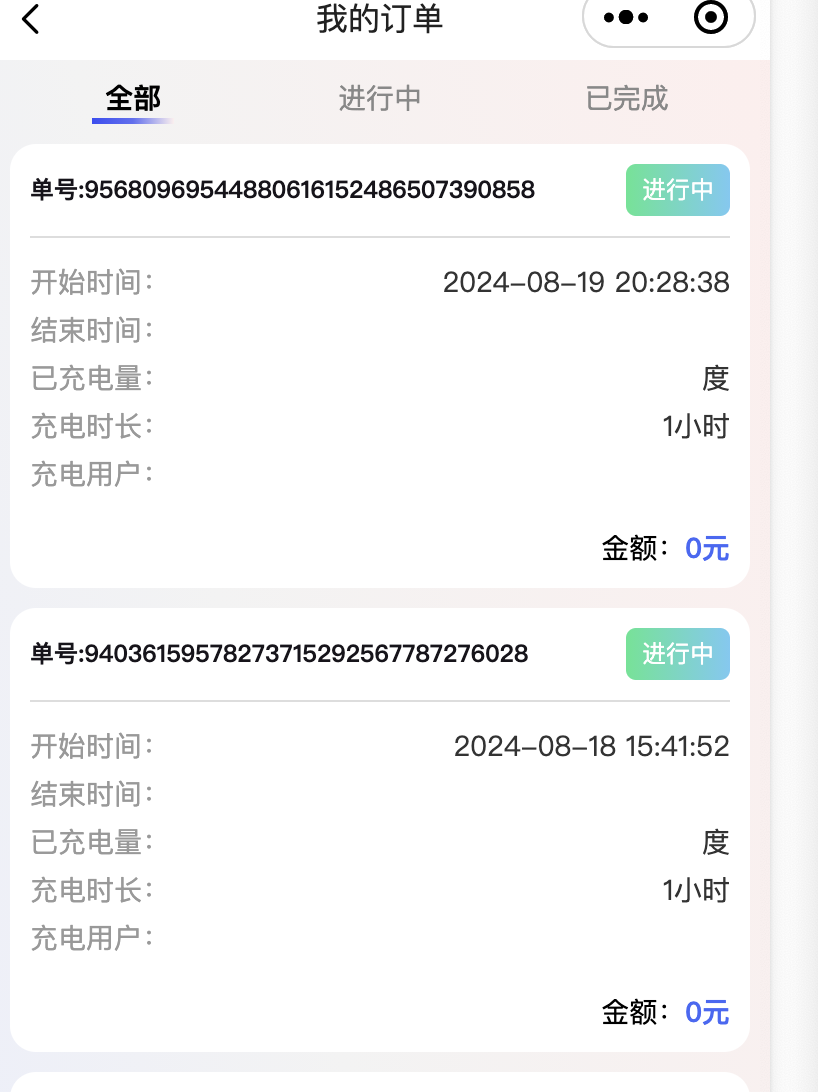 我的订单
全部 进行中 已完成
单号:956809695448806161524865073​90858 进行中
开始时间: 2024-08-19 20:28:38
结束时间:
已充电量: 度
充电时长: 1小时
充电用户:
金额: 0元
单号:94036159578273715292567787276028 进行中
开始时间: 2024-08-18 15:41:52
结束时间:
已充电量: 度
充电时长: 1小时
充电用户:
金额: 0元